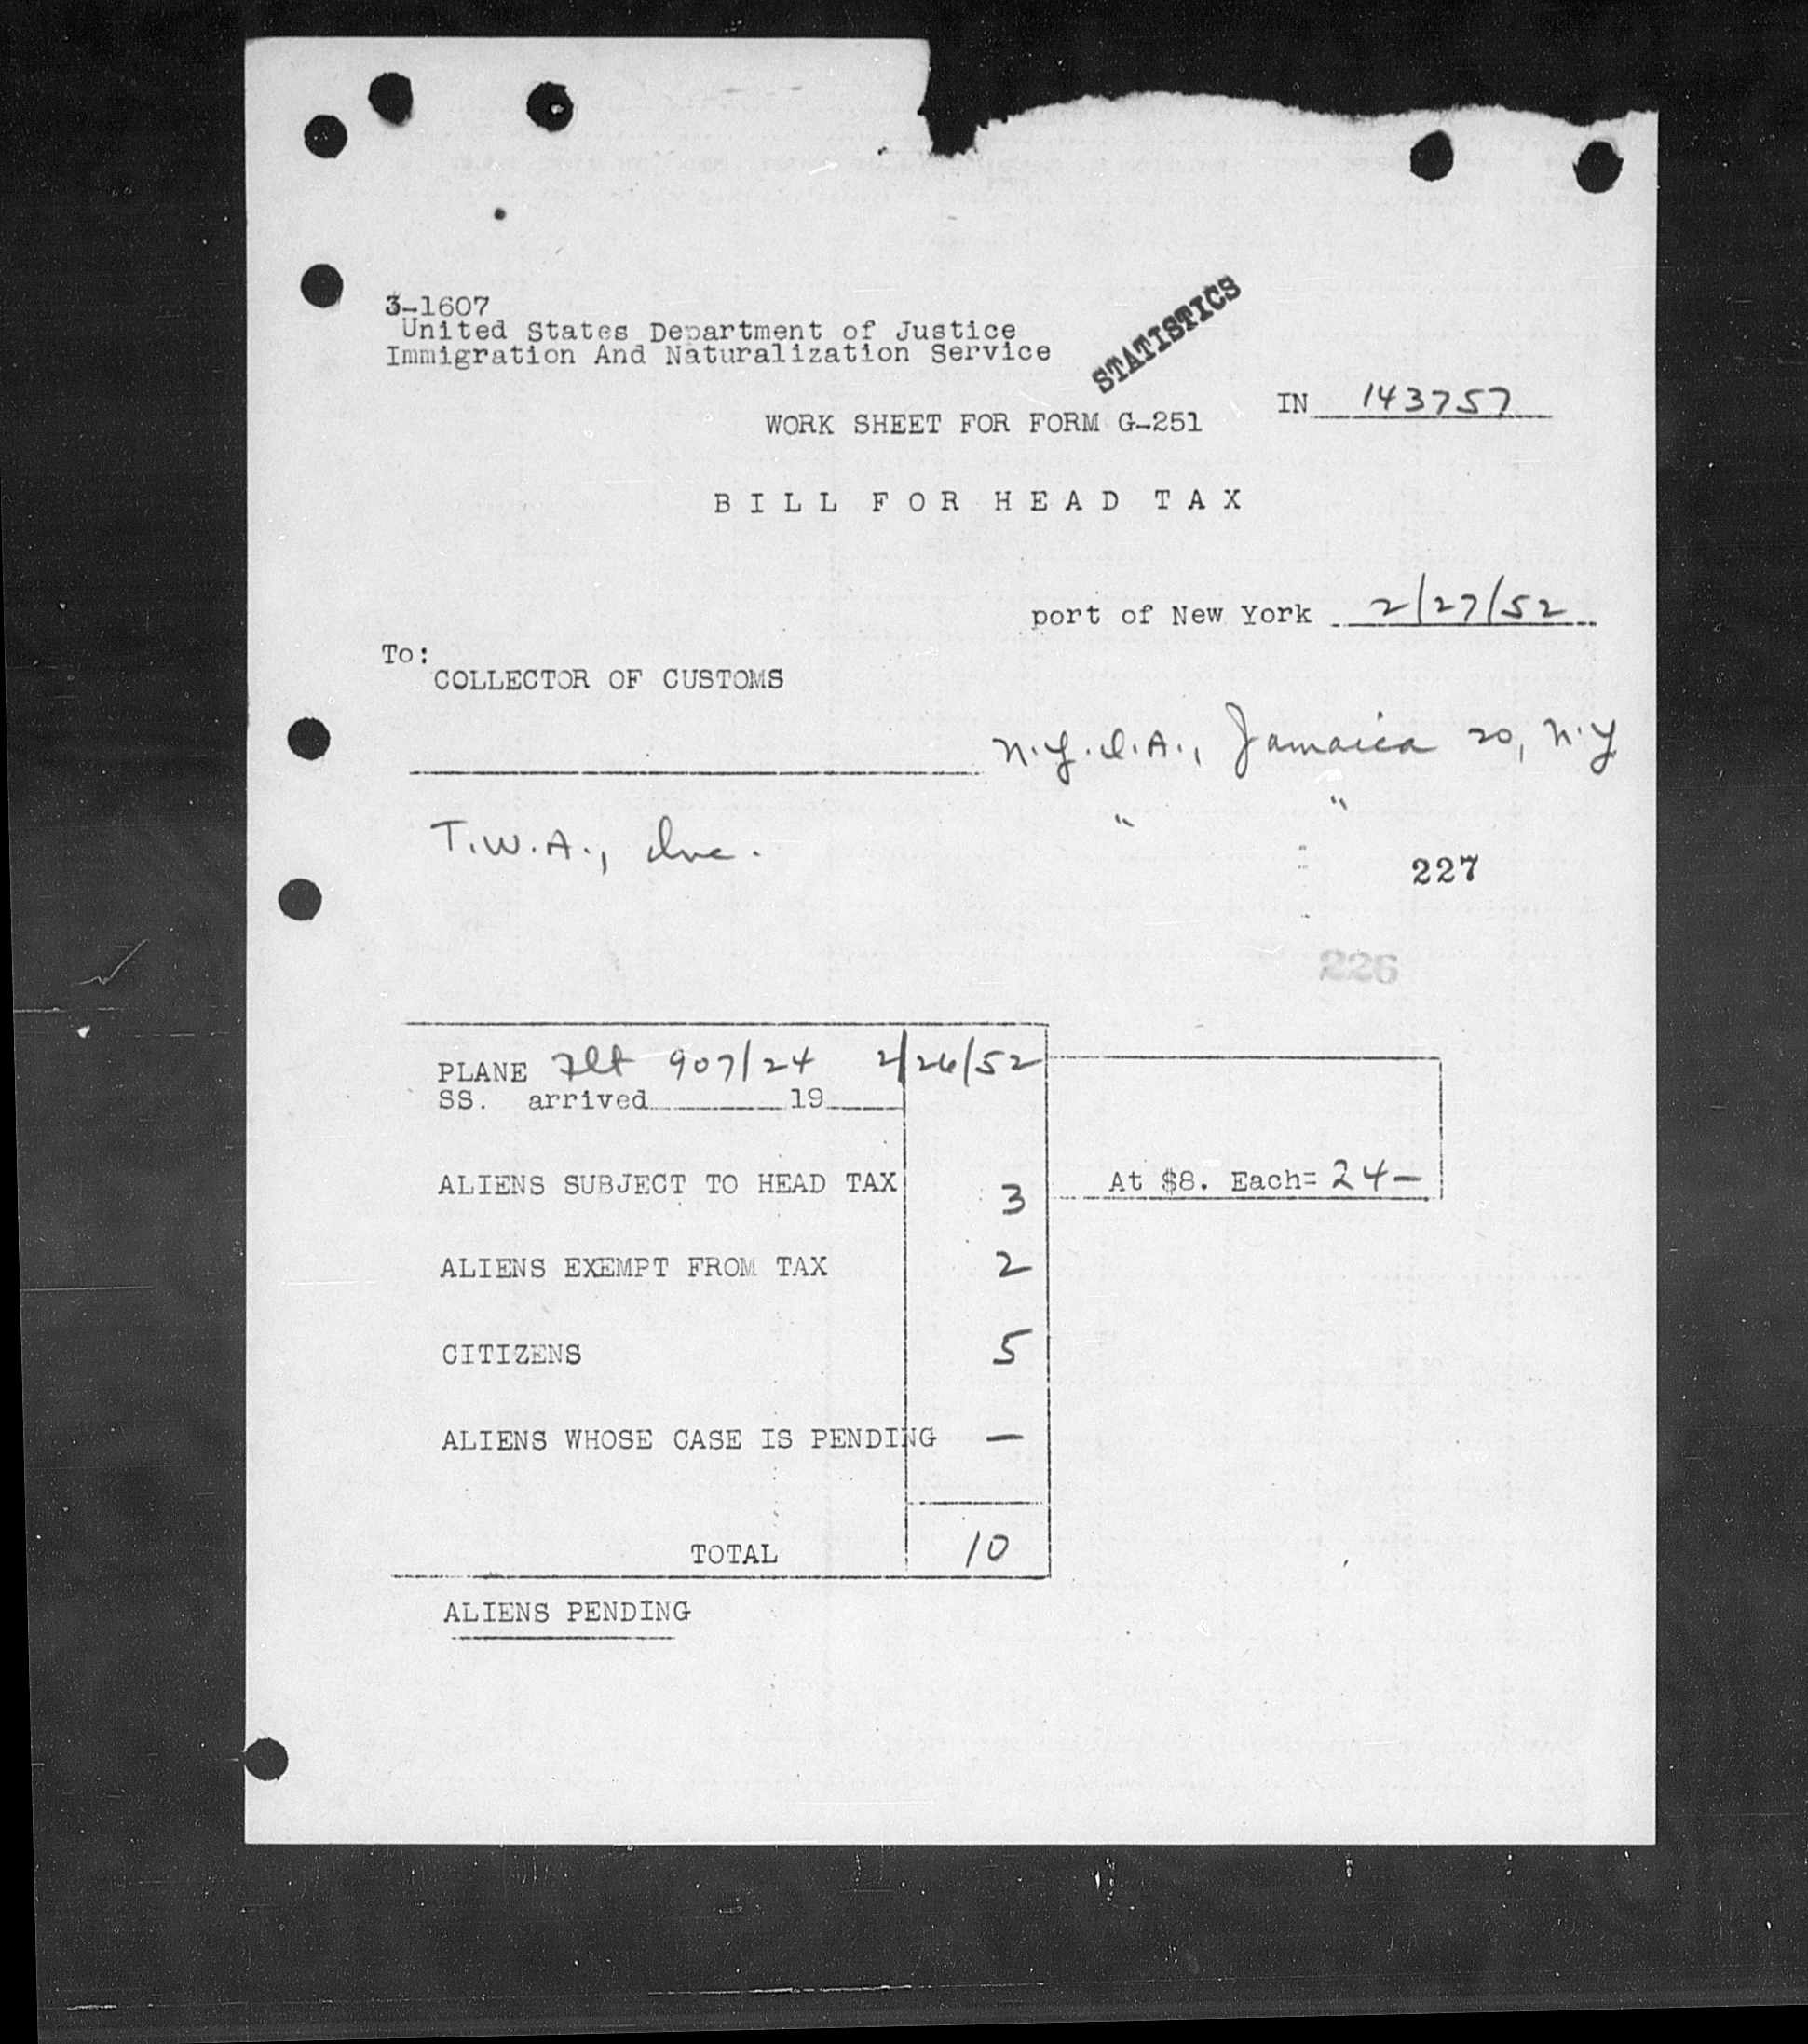 3-1607
United States Department of Justice
Immigration And Naturalization Service
STATISTICS
IN 143757
WORK SHEET FOR FORM G-251
BILL FOR HEAD TAX
port of New York 2/27/52
To:
COLLECTOR OF CUSTOMS
N.Y.I.A., Jamaica 20, N.Y
T.W.A., Inc. " "
227
226
PLANE Flt 907/24 2/26/52
SS. arrived 19
ALIENS SUBJECT TO HEAD TAX 3 At $8. Each= 24-
ALIENS EXEMPT FROM TAX 2
CITIZENS 5
ALIENS WHOSE CASE IS PENDING -
TOTAL 10
ALIENS PENDING